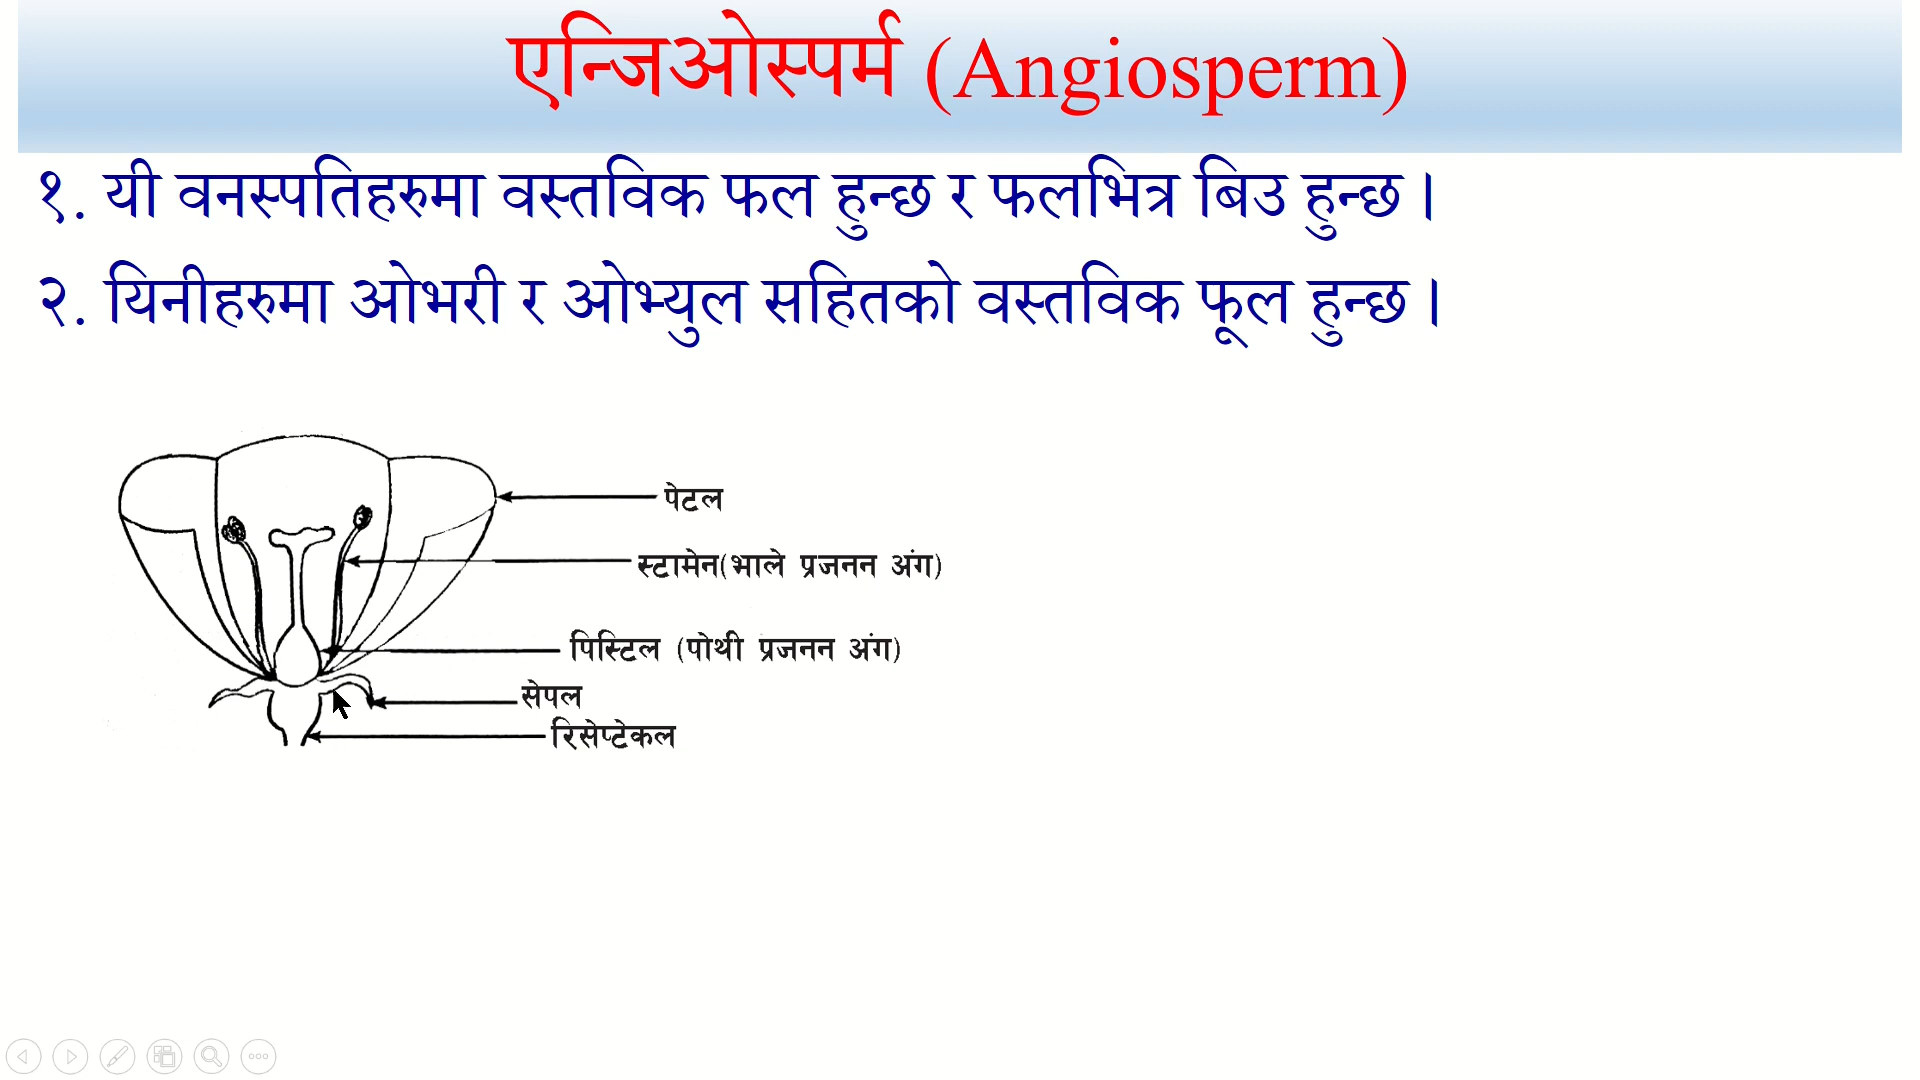 एन्जिओस्पर्म (Angiosperm)
१. यी वनस्पतिहरुमा वस्तविक फल हुन्छ र फलभित्र बिउ हुन्छ।
२. यिनीहरुमा ओभरी र ओभ्युल सहितको वस्तविक फूल हुन्छ।
पेटल
स्टामेन(भाले प्रजनन अंग)
पिस्टिल (पोथी प्रजनन अंग)
सेपल
रिसेप्टेकल